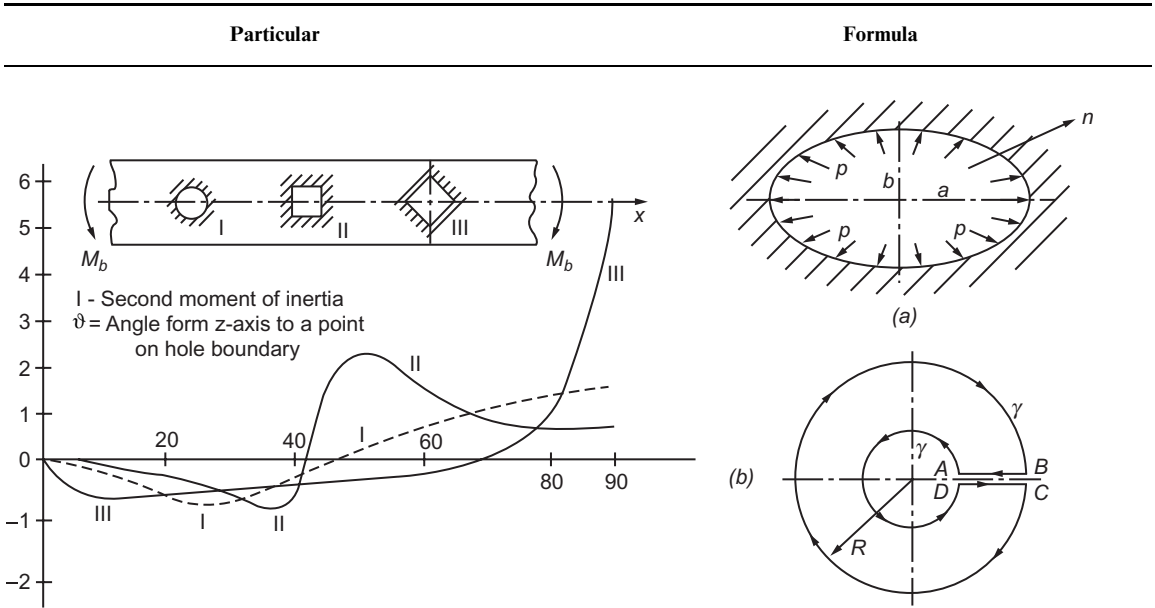 Particular
Formula
6
5
4
3
2
1
0
–1
–2
I
II
III
x
M_b
M_b
I - Second moment of inertia
ϑ = Angle form z-axis to a point
on hole boundary
III
II
I
20
40
60
80
90
III
I
II
n
p
b
a
p
p
(a)
γ
γ
A
B
D
C
R
(b)